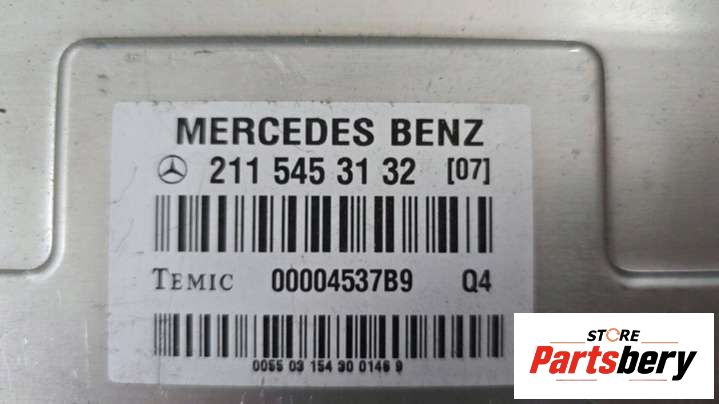 MERCEDES BENZ
211 545 31 32 [07]
TEMIC 00004537B9 Q4
0055 03 154 30 0146 9
STORE
Partsbery